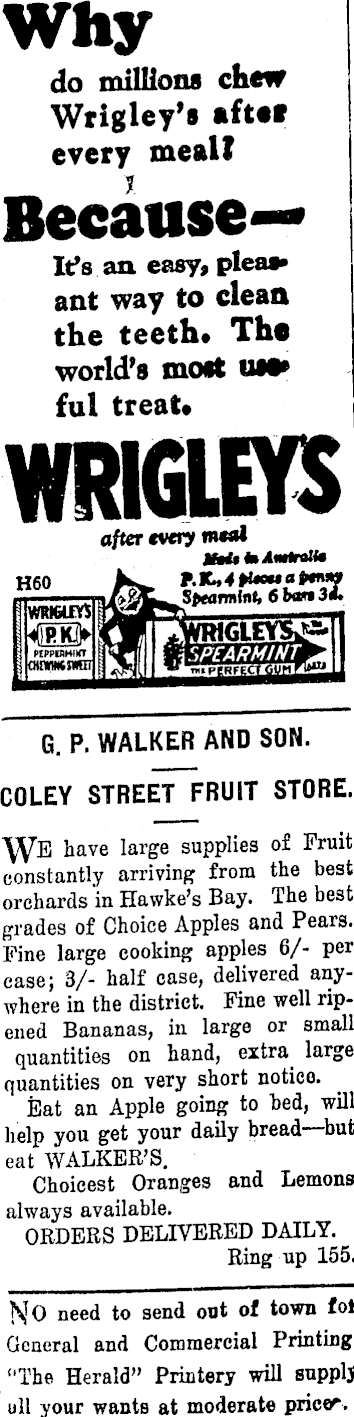 Why
do millions chew
Wrigley's after
every meal?
Because—
It's an easy, pleas-
ant way to clean
the teeth. The
world's most use-
ful treat.
WRIGLEY'S
after every meal
Made in Australia
H60
P.K., 4 pieces a penny
Spearmint, 6 bars 3d.
WRIGLEY'S
P.K.
PEPPERMINT
CHEWING SWEET
WRIGLEY'S
SPEARMINT
THE PERFECT GUM
G. P. WALKER AND SON.
COLEY STREET FRUIT STORE.
WE have large supplies of Fruit
constantly arriving from the best
orchards in Hawke's Bay. The best
grades of Choice Apples and Pears.
Fine large cooking apples 6/- per
case; 3/- half case, delivered any-
where in the district. Fine well rip-
ened Bananas, in large or small
quantities on hand, extra large
quantities on very short notice.
Eat an Apple going to bed, will
help you get your daily bread—but
eat WALKER'S.
Choicest Oranges and Lemons
always available.
ORDERS DELIVERED DAILY.
Ring up 155.
NO need to send out of town for
General and Commercial Printing
"The Herald" Printery will supply
all your wants at moderate prices.